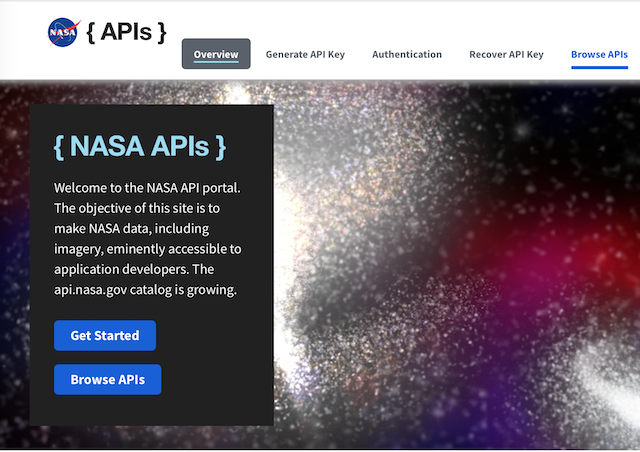 NASA { APIs }
Overview Generate API Key Authentication Recover API Key Browse APIs
{ NASA APIs }
Welcome to the NASA API portal.
The objective of this site is to
make NASA data, including
imagery, eminently accessible to
application developers. The
api.nasa.gov catalog is growing.
Get Started
Browse APIs